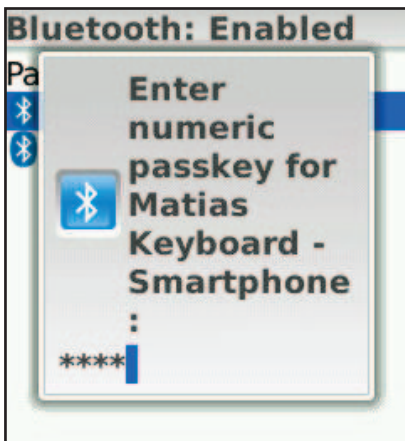 Bluetooth: Enabled
Pa
Enter
numeric
passkey for
Matias
Keyboard -
Smartphone
:
****